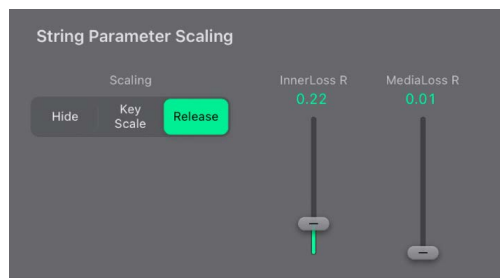 String Parameter Scaling
Scaling
InnerLoss R
MediaLoss R
0.22
0.01
Hide
Key
Scale
Release